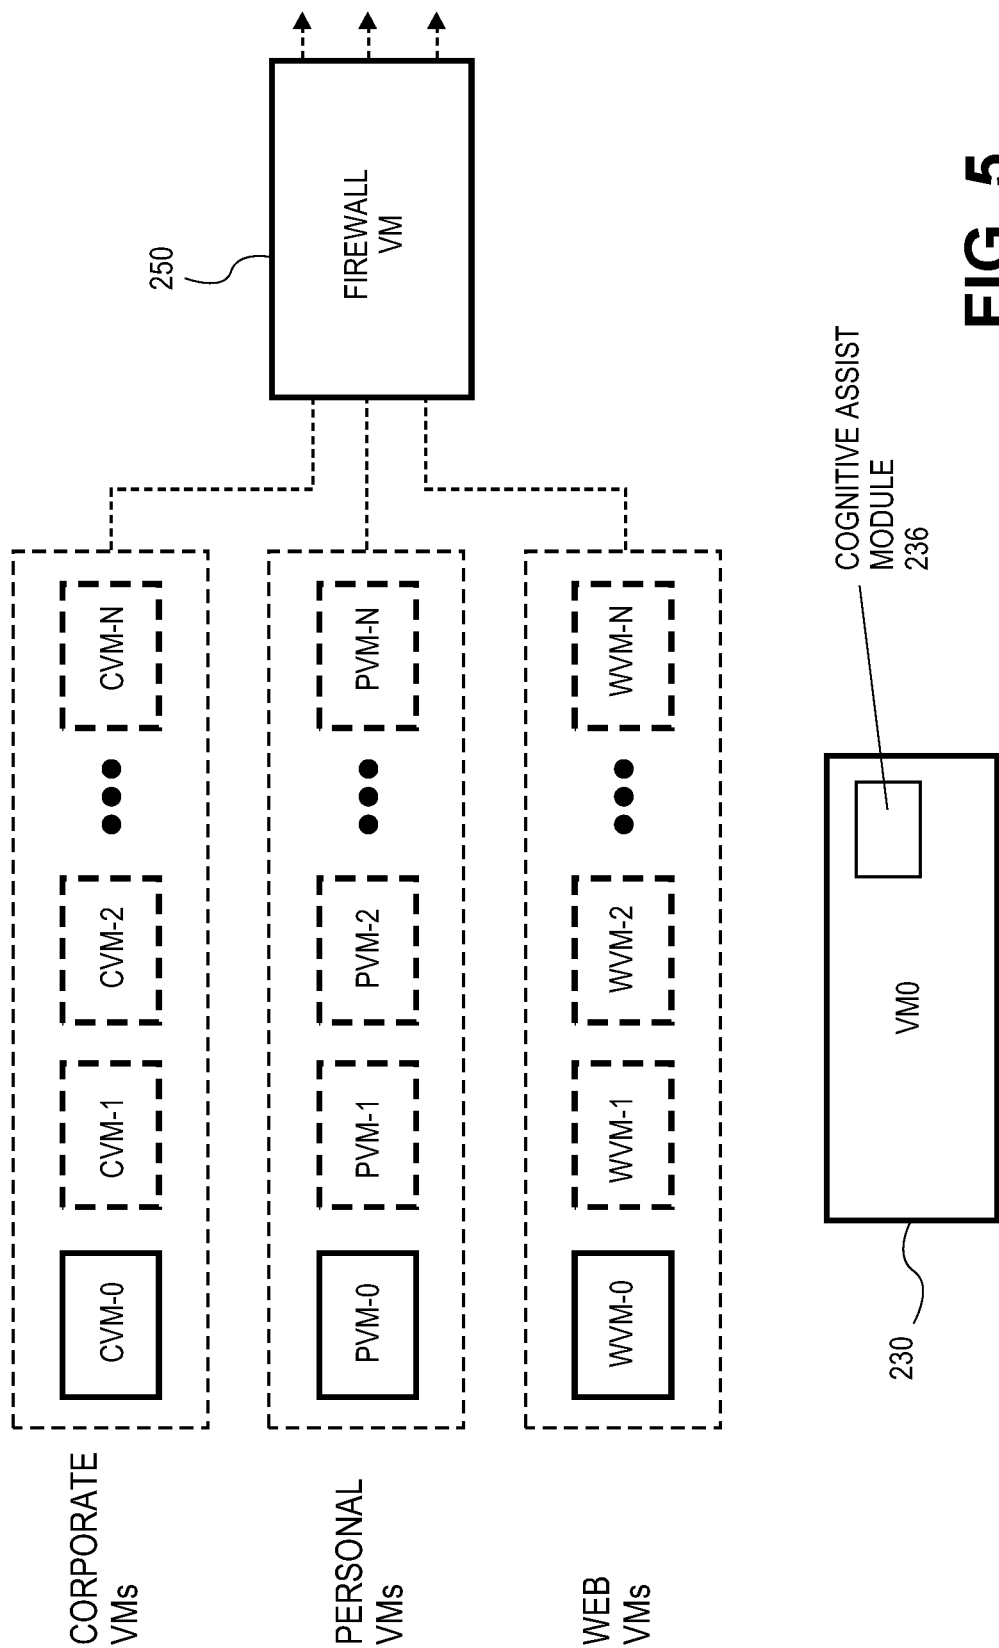 CORPORATE
VMs
CVM-0
CVM-1
CVM-2
CVM-N
PERSONAL
VMs
PVM-0
PVM-1
PVM-2
PVM-N
WEB
VMs
WVM-0
WVM-1
WVM-2
WVM-N
250
FIREWALL
VM
230
VM0
COGNITIVE ASSIST
MODULE
236
FIG. 5